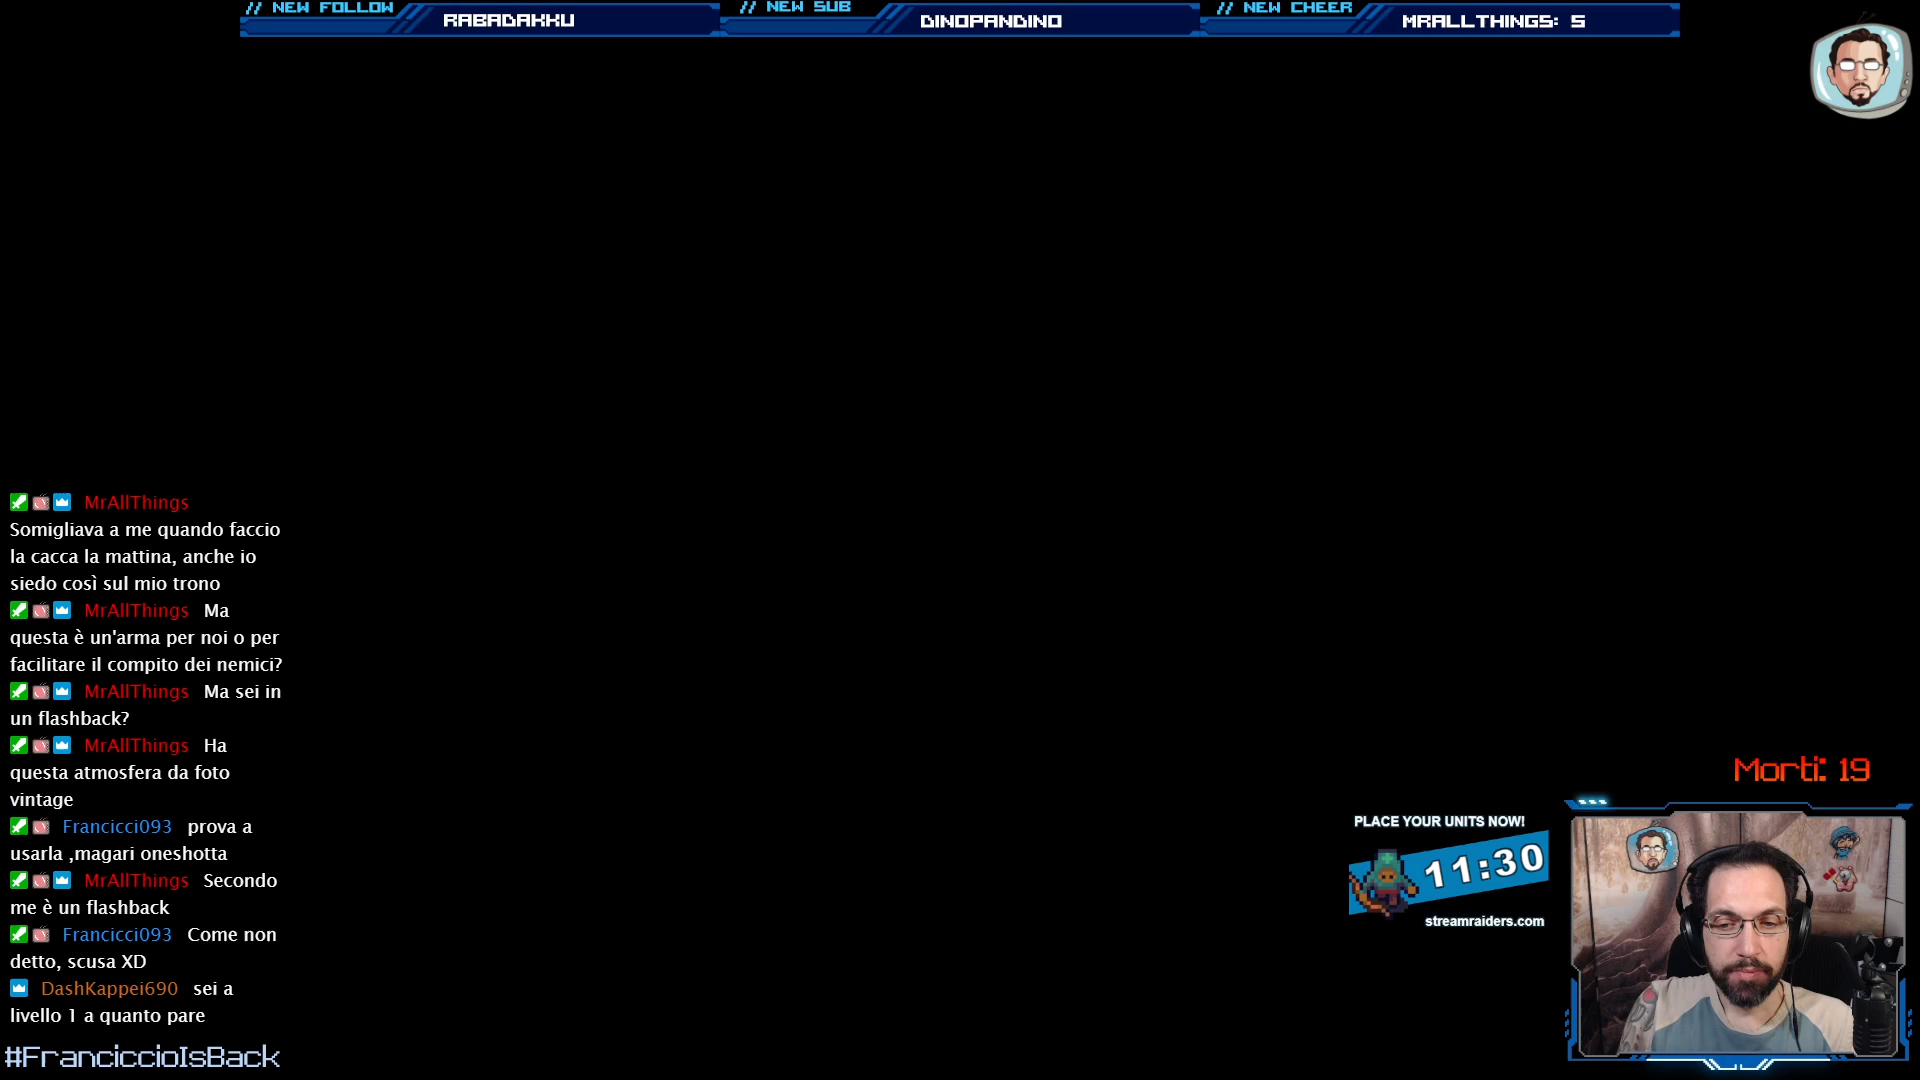 // NEW FOLLOW
RABADAKKU
// NEW SUB
DINOPANDINO
// NEW CHEER
MRALLTHINGS: 5
MrAllThings
Somigliava a me quando faccio
la cacca la mattina, anche io
siedo così sul mio trono
MrAllThings Ma
questa è un'arma per noi o per
facilitare il compito dei nemici?
MrAllThings Ma sei in
un flashback?
MrAllThings Ha
questa atmosfera da foto
vintage
Francicci093 prova a
usarla ,magari oneshotta
MrAllThings Secondo
me è un flashback
Francicci093 Come non
detto, scusa XD
DashKappei690 sei a
livello 1 a quanto pare
#FranciccioIsBack
Morti: 19
PLACE YOUR UNITS NOW!
11:30
streamraiders.com